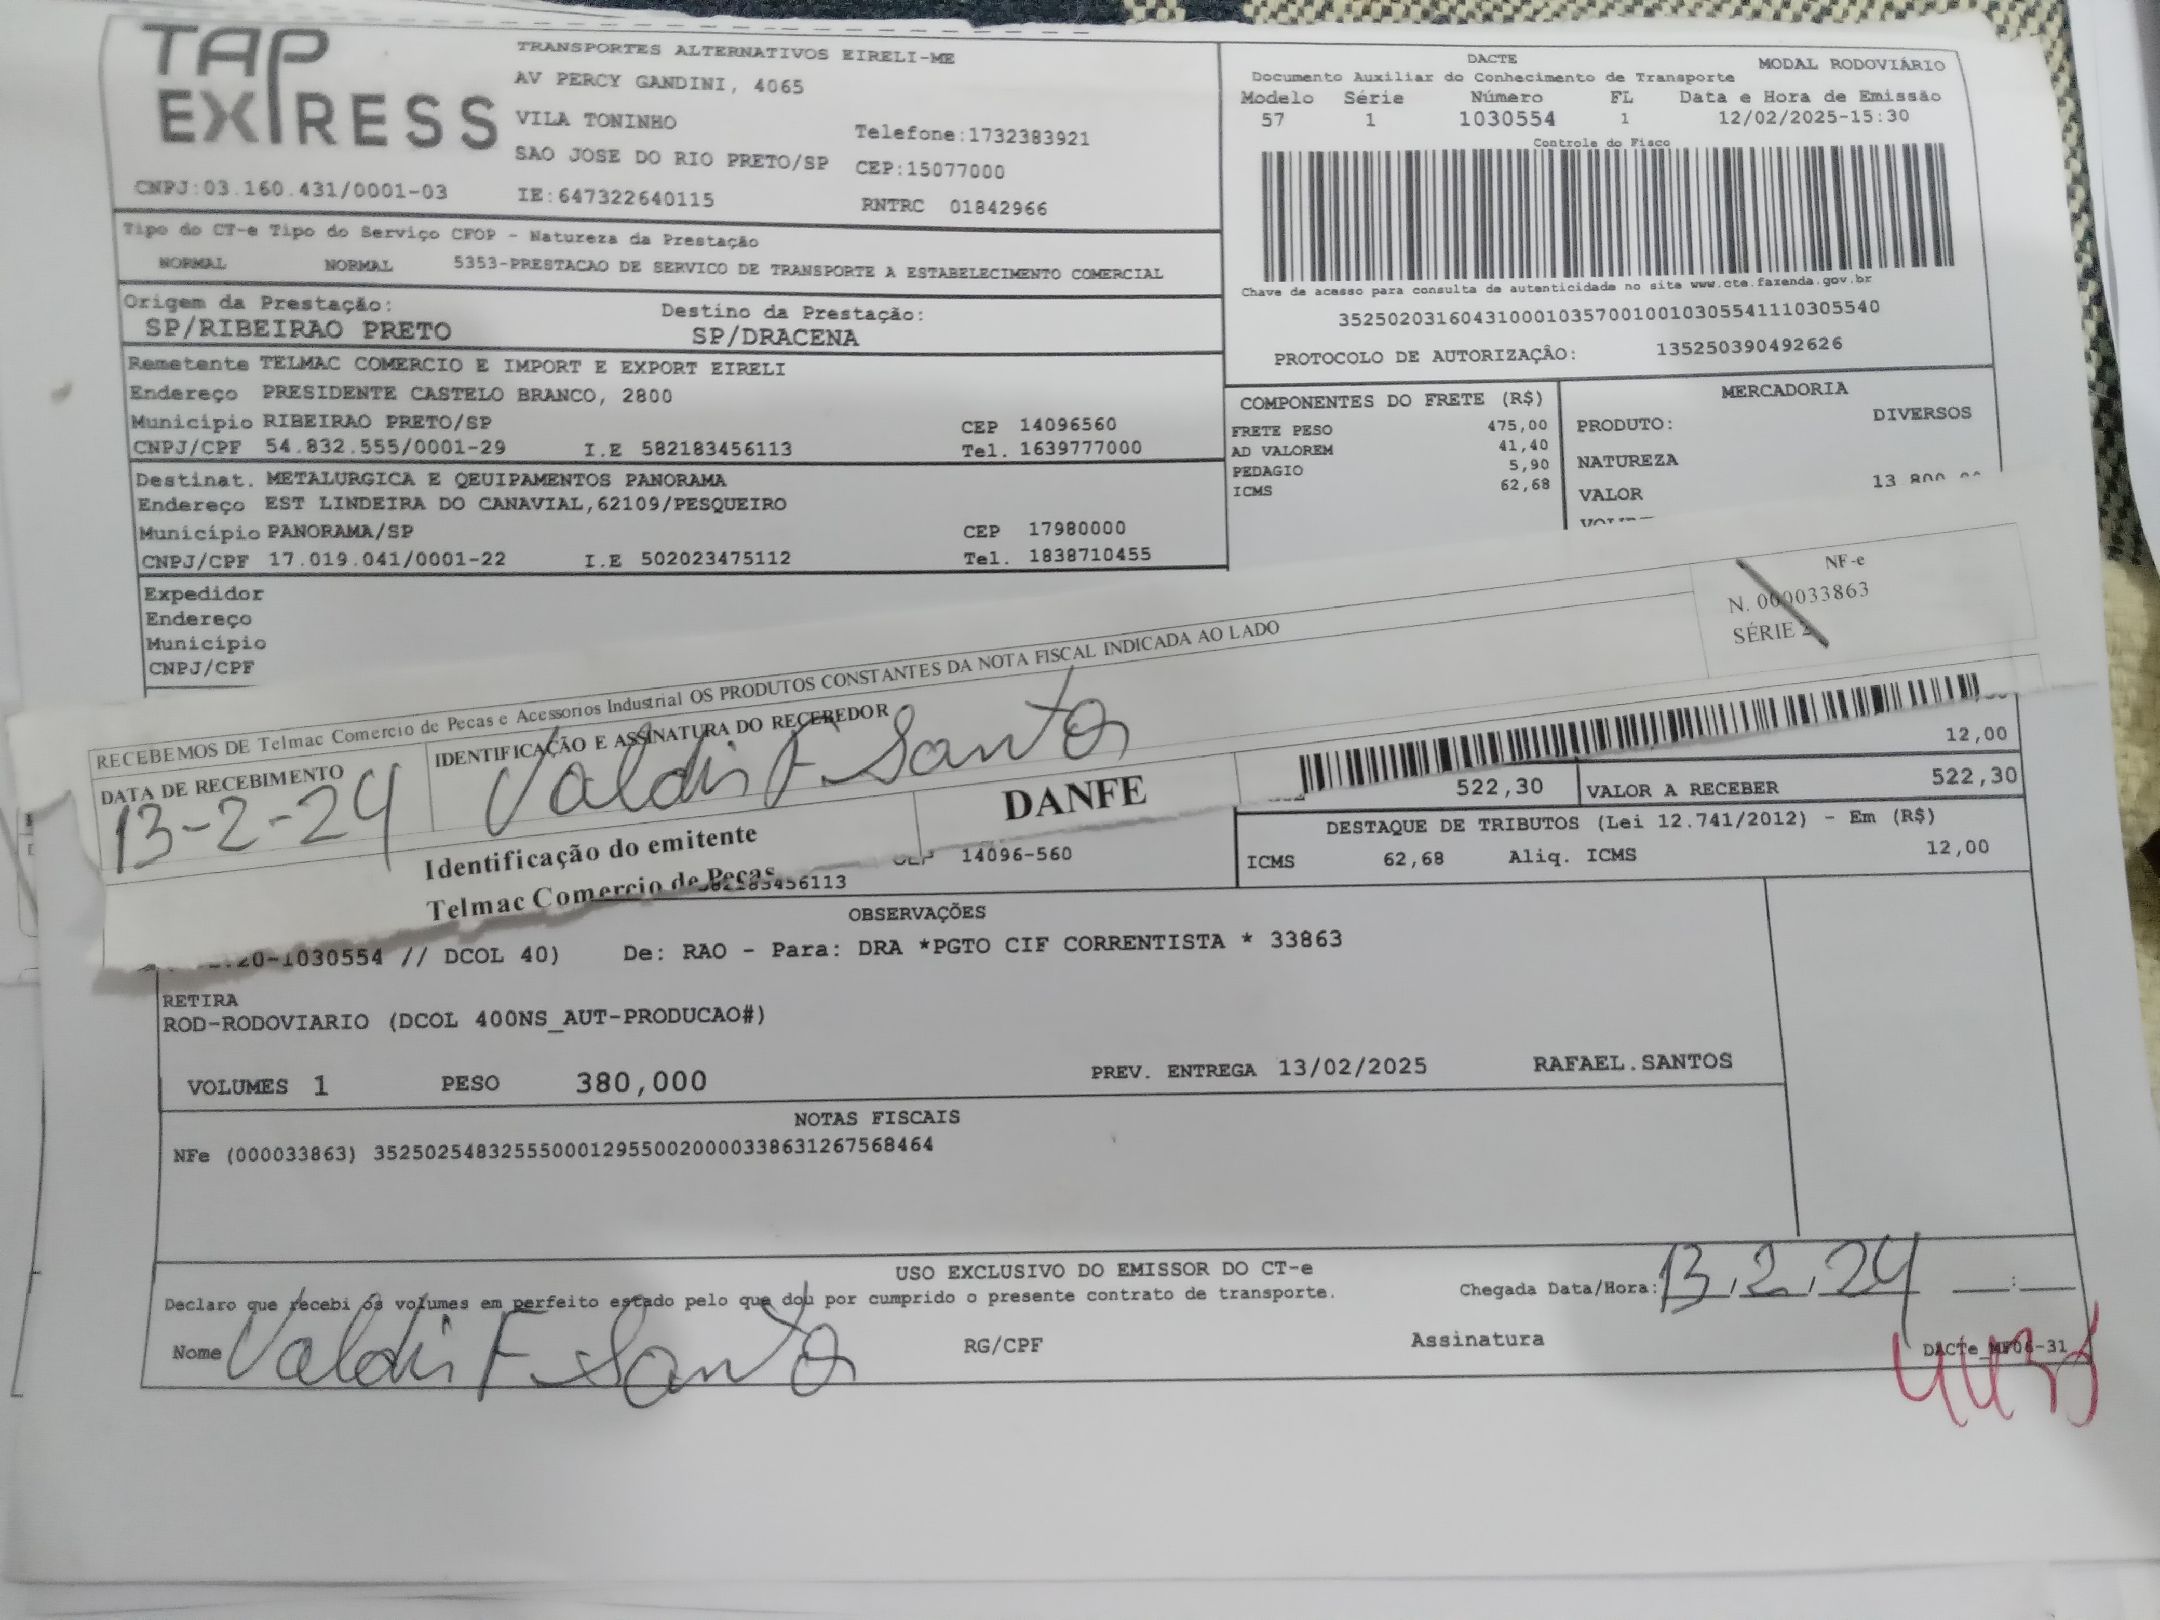 TAP EXPRESS
TRANSPORTES ALTERNATIVOS EIRELI-ME
AV PERCY GANDINI, 4065
VILA TONINHO
Telefone:1732383921
SAO JOSE DO RIO PRETO/SP CEP:15077000
CNPJ:03.160.431/0001-03 IE:647322640115 RNTRC 01842966
DACTE MODAL RODOVIÁRIO
Documento Auxiliar do Conhecimento de Transporte
Modelo Série Número FL Data e Hora de Emissão
57 1 1030554 1 12/02/2025-15:30
Controle do Fisco
Chave de acesso para consulta de autenticidade no site www.cte.fazenda.gov.br
35250203160431000103570010010305541110305540
PROTOCOLO DE AUTORIZAÇÃO: 135250390492626
Tipo do CT-e Tipo do Serviço CFOP - Natureza da Prestação
NORMAL NORMAL 5353-PRESTACAO DE SERVICO DE TRANSPORTE A ESTABELECIMENTO COMERCIAL
Origem da Prestação: Destino da Prestação:
SP/RIBEIRAO PRETO SP/DRACENA
Remetente TELMAC COMERCIO E IMPORT E EXPORT EIRELI
Endereço PRESIDENTE CASTELO BRANCO, 2800
Município RIBEIRAO PRETO/SP CEP 14096560
CNPJ/CPF 54.832.555/0001-29 I.E 582183456113 Tel. 1639777000
Destinat. METALURGICA E QEUIPAMENTOS PANORAMA
Endereço EST LINDEIRA DO CANAVIAL,62109/PESQUEIRO
Município PANORAMA/SP CEP 17980000
CNPJ/CPF 17.019.041/0001-22 I.E 502023475112 Tel. 1838710455
Expedidor
Endereço
Município
CNPJ/CPF
COMPONENTES DO FRETE (R$)
FRETE PESO 475,00
AD VALOREM 41,40
PEDAGIO 5,90
ICMS 62,68
MERCADORIA
PRODUTO: DIVERSOS
NATUREZA
VALOR
NF-e
N. 000033863
SÉRIE 2
RECEBEMOS DE Telmac Comercio de Pecas e Acessorios Industrial OS PRODUTOS CONSTANTES DA NOTA FISCAL INDICADA AO LADO
DATA DE RECEBIMENTO
13-2-24
IDENTIFICAÇÃO E ASSINATURA DO RECEBEDOR
Valdir F Santos
Identificação do emitente
Telmac Comercio de Pecas
DANFE
12,00
522,30 VALOR A RECEBER 522,30
DESTAQUE DE TRIBUTOS (Lei 12.741/2012) - Em (R$)
ICMS 62,68 Aliq. ICMS 12,00
CEP 14096-560
582183456113
OBSERVAÇÕES
20-1030554 // DCOL 40) De: RAO - Para: DRA *PGTO CIF CORRENTISTA * 33863
RETIRA
ROD-RODOVIARIO (DCOL 400NS_AUT-PRODUCAO#)
VOLUMES 1 PESO 380,000 PREV. ENTREGA 13/02/2025 RAFAEL.SANTOS
NOTAS FISCAIS
NFe (000033863) 35250254832555000129550020000338631267568464
USO EXCLUSIVO DO EMISSOR DO CT-e
Declaro que recebi os volumes em perfeito estado pelo que dou por cumprido o presente contrato de transporte.
Chegada Data/Hora: 13.2.24 __:__
Nome Valdir F Santos RG/CPF Assinatura
DACTe_MF06-31